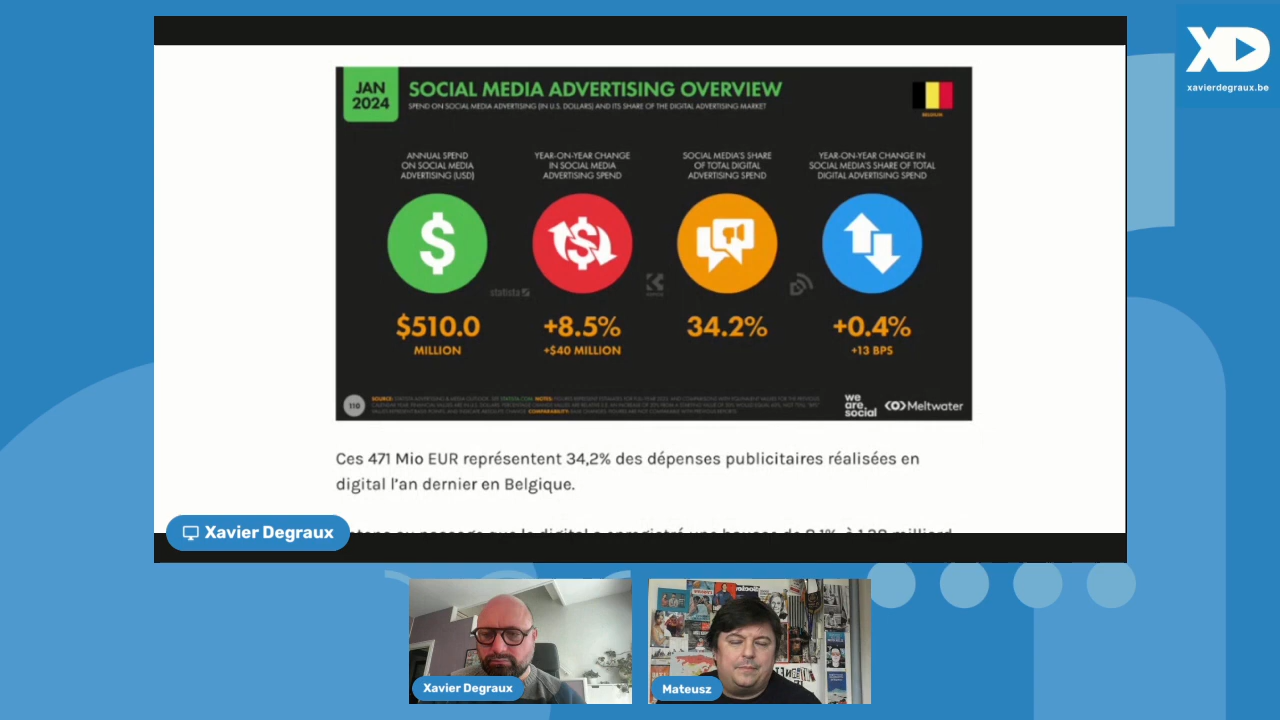 XD
xavierdegraux.be
JAN
2024
SOCIAL MEDIA ADVERTISING OVERVIEW
SPEND ON SOCIAL MEDIA ADVERTISING (IN U.S. DOLLARS) AND ITS SHARE OF THE DIGITAL ADVERTISING MARKET
BELGIUM
ANNUAL SPEND
ON SOCIAL MEDIA
ADVERTISING (USD)
YEAR-ON-YEAR CHANGE
IN SOCIAL MEDIA
ADVERTISING SPEND
SOCIAL MEDIA'S SHARE
OF TOTAL DIGITAL
ADVERTISING SPEND
YEAR-ON-YEAR CHANGE IN
SOCIAL MEDIA'S SHARE OF TOTAL
DIGITAL ADVERTISING SPEND
statista
$510.0
MILLION
+8.5%
+$40 MILLION
34.2%
+0.4%
+13 BPS
110
we
are.
social
Meltwater
Ces 471 Mio EUR représentent 34,2% des dépenses publicitaires réalisées en
digital l'an dernier en Belgique.
Xavier Degraux
Xavier Degraux
Mateusz